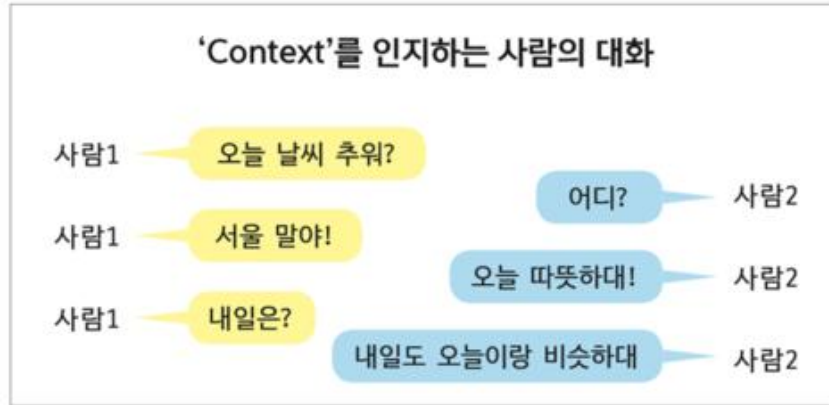 ‘Context’를 인지하는 사람의 대화
사람1 오늘 날씨 추워?
어디? 사람2
사람1 서울 말야!
오늘 따뜻하대! 사람2
사람1 내일은?
내일도 오늘이랑 비슷하대 사람2